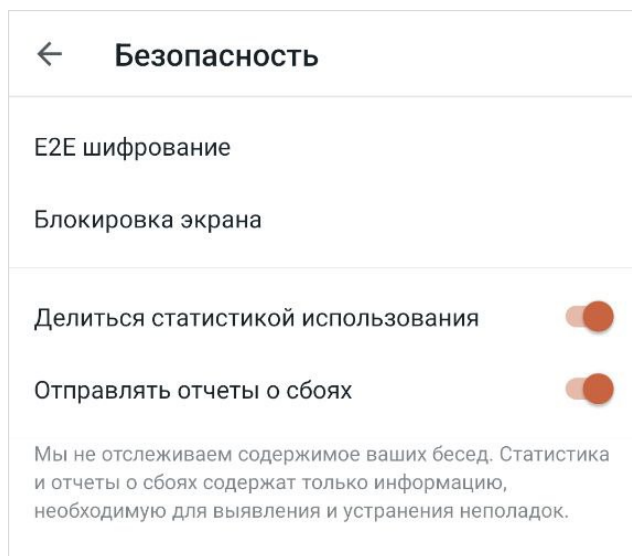 Безопасность
E2E шифрование
Блокировка экрана
Делиться статистикой использования
Отправлять отчеты о сбоях
Мы не отслеживаем содержимое ваших бесед. Статистика
и отчеты о сбоях содержат только информацию,
необходимую для выявления и устранения неполадок.